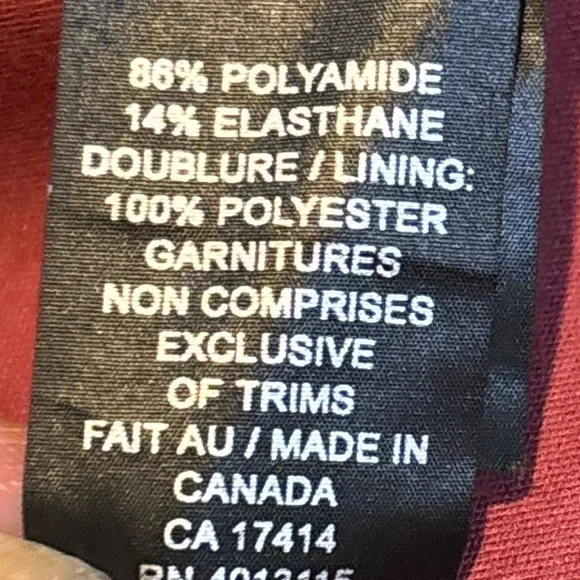 86% POLYAMIDE
14% ELASTHANE
DOUBLURE / LINING:
100% POLYESTER
GARNITURES
NON COMPRISES
EXCLUSIVE
OF TRIMS
FAIT AU / MADE IN
CANADA
CA 17414
RN